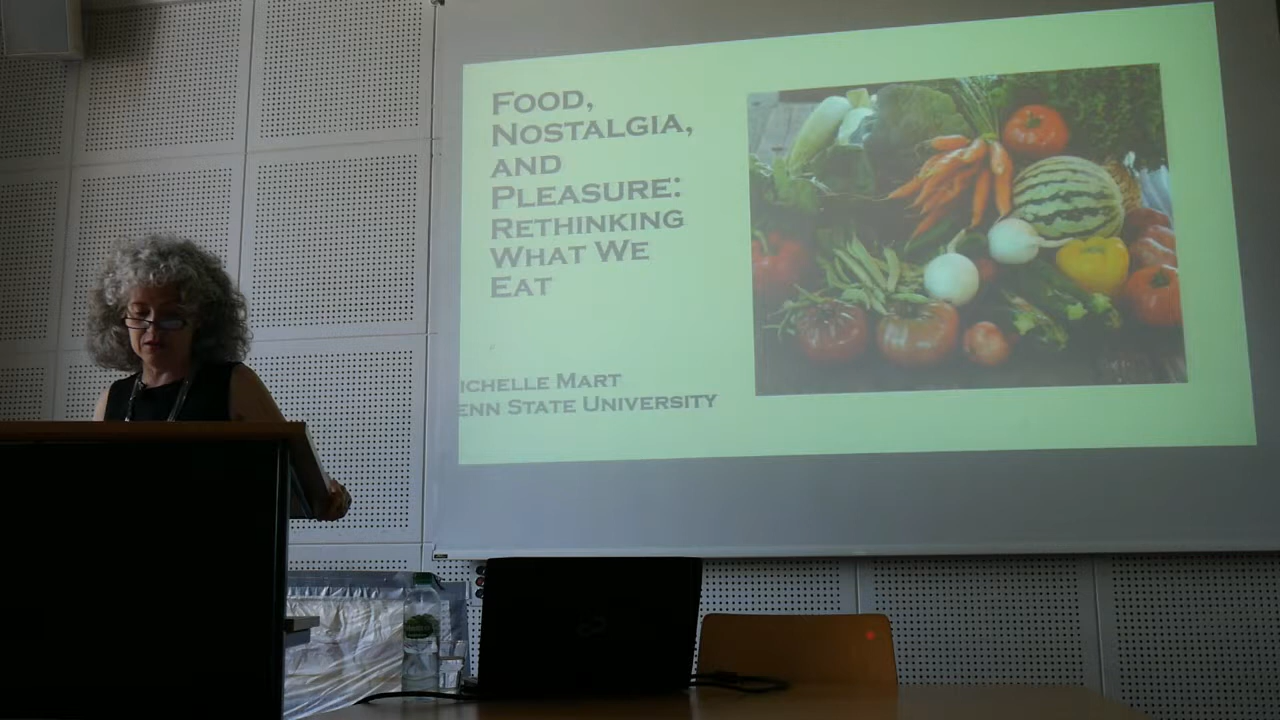 Food,
Nostalgia,
and
Pleasure:
Rethinking
What We
Eat
ichelle Mart
enn State University